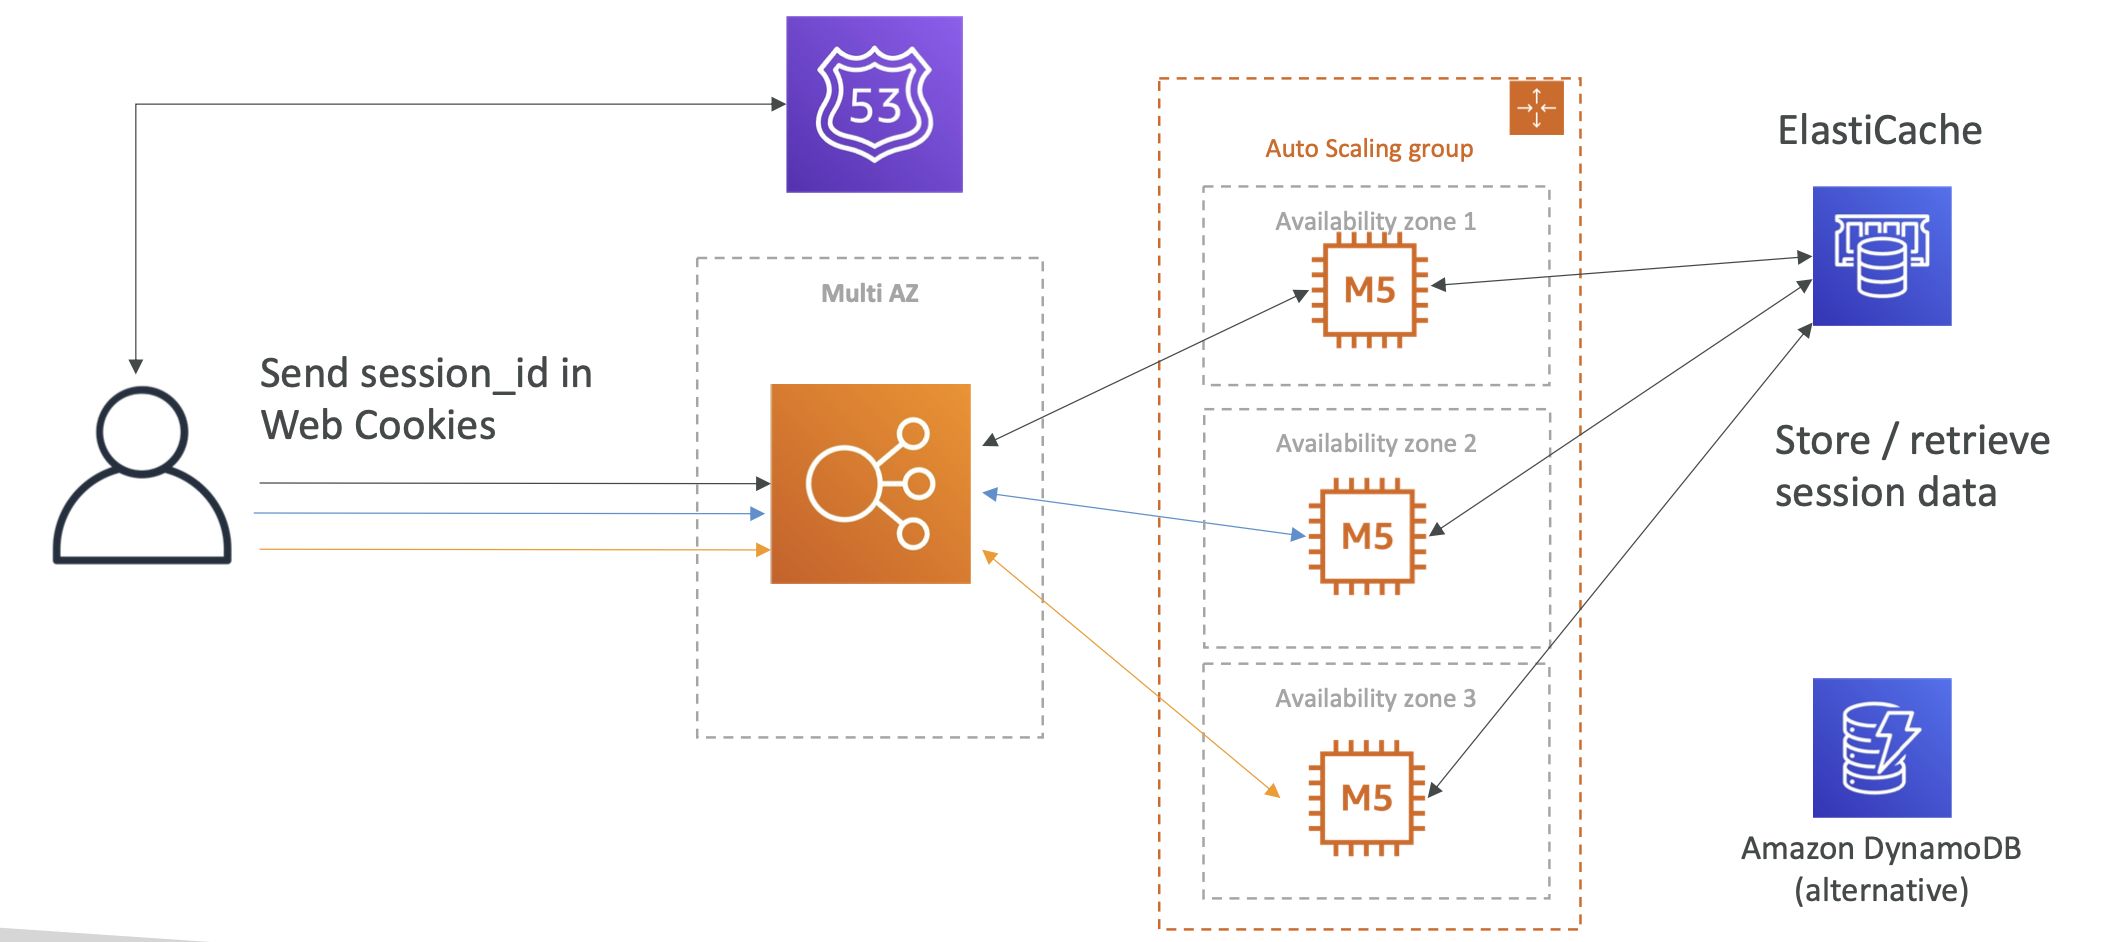 53
Auto Scaling group
ElastiCache
Availability zone 1
M5
Multi AZ
Send session_id in
Web Cookies
Availability zone 2
M5
Store / retrieve
session data
Availability zone 3
M5
Amazon DynamoDB
(alternative)